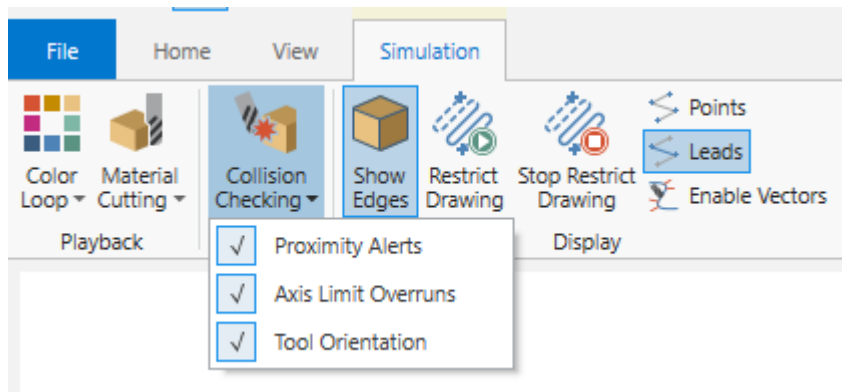 File Home View Simulation
Color Loop
Material Cutting
Collision Checking
Show Edges
Restrict Drawing
Stop Restrict Drawing
Points
Leads
Enable Vectors
Playback
Display
√ Proximity Alerts
√ Axis Limit Overruns
√ Tool Orientation